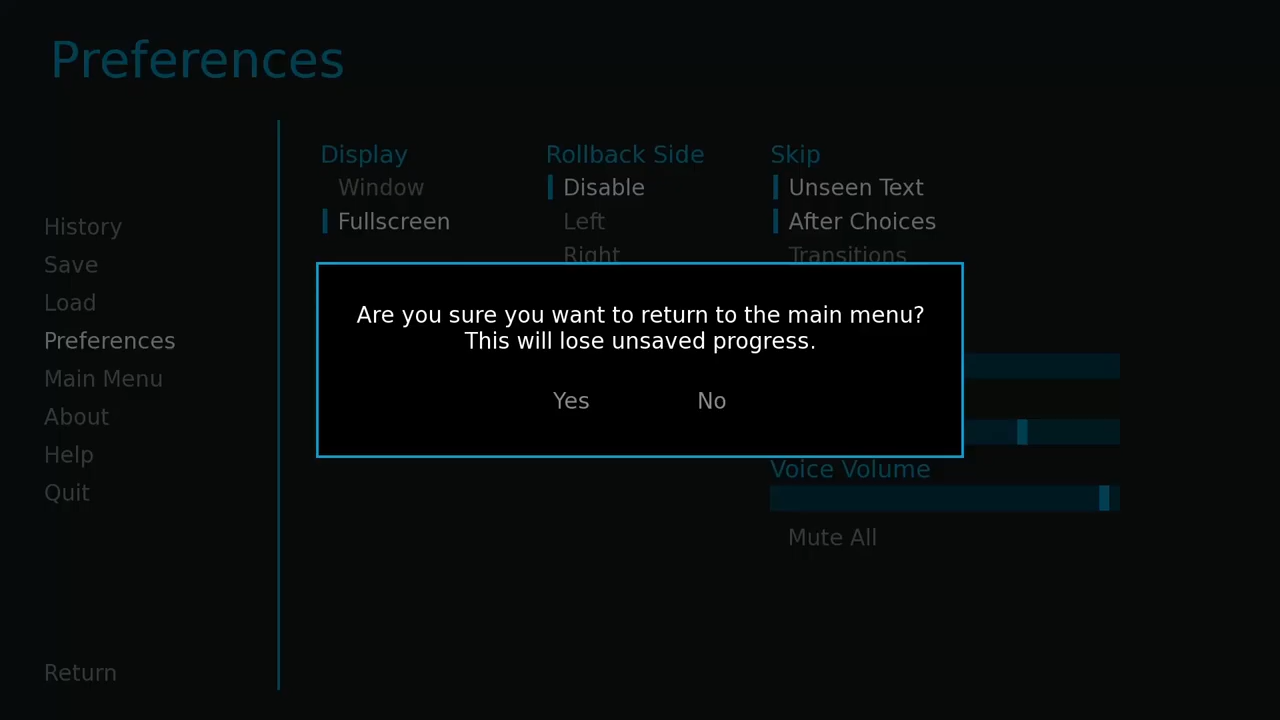 Preferences
Display
Rollback Side
Skip
Window
Disable
Unseen Text
Fullscreen
Left
After Choices
Right
Transitions
History
Save
Load
Preferences
Main Menu
About
Help
Quit
Return
Are you sure you want to return to the main menu?
This will lose unsaved progress.
Yes
No
Voice Volume
Mute All